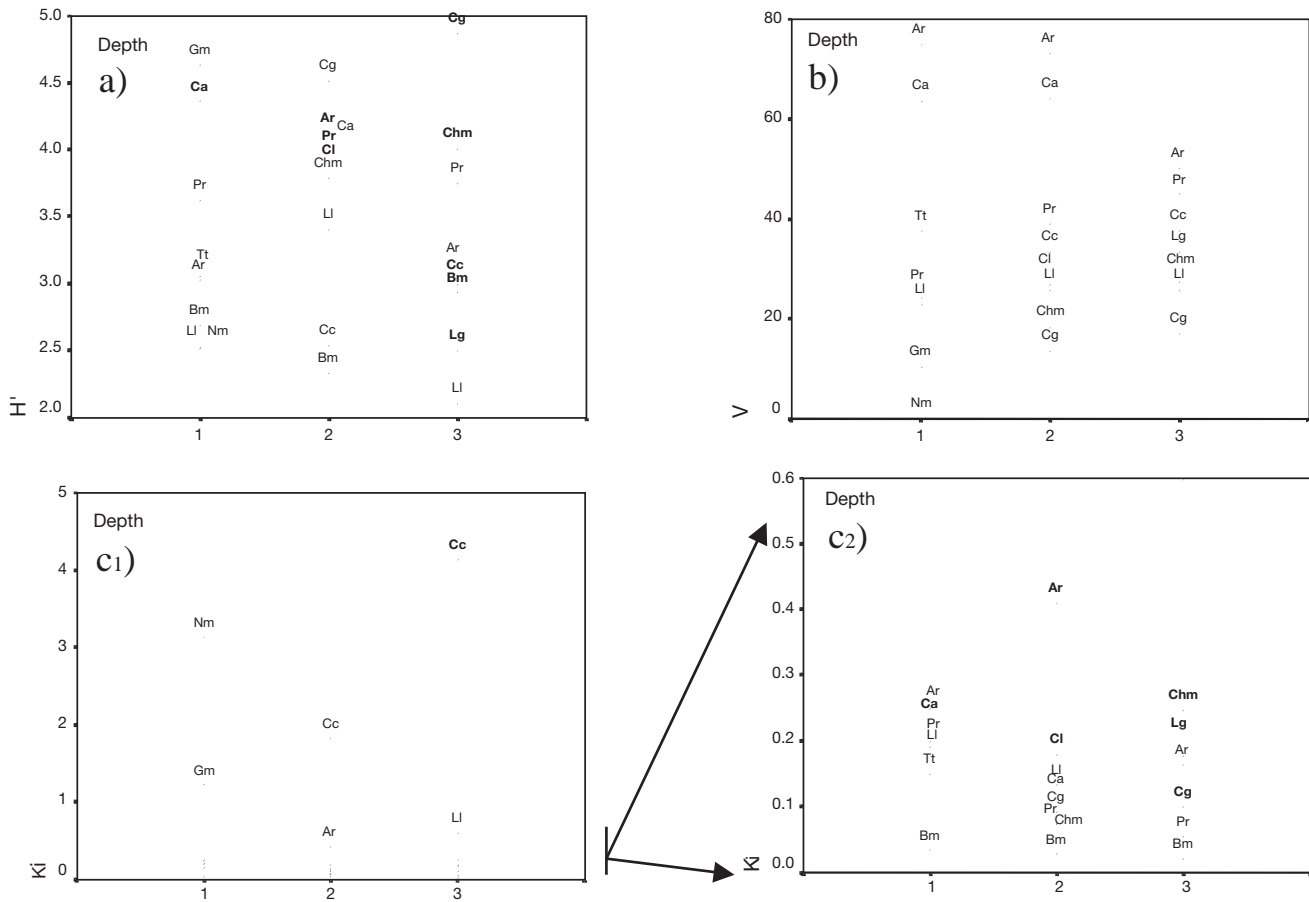 5.0
4.5
4.0
3.5
3.0
2.5
2.0
H'
Depth
a)
Gm
Ca
Pr
Tt
Ar
Bm
Ll Nm
Cg
Ar
Ca
Pr
Cl
Chm
Ll
Cc
Bm
Cg
Chm
Pr
Ar
Cc
Bm
Lg
Ll
1 2 3
80
60
40
20
0
V
Depth
b)
Ar
Ca
Tt
Pr
Ll
Gm
Nm
Ar
Ca
Pr
Cc
Cl
Ll
Chm
Cg
Ar
Pr
Cc
Lg
Chm
Ll
Cg
1 2 3
5
4
3
2
1
0
Ki
Depth
c1)
Nm
Gm
Cc
Ar
Cc
Ll
1 2 3
0.6
0.5
0.4
0.3
0.2
0.1
0.0
Ki
Depth
c2)
Ar
Ca
Pr
Ll
Tt
Bm
Ar
Cl
Ll
Ca
Cg
Pr
Chm
Bm
Chm
Lg
Ar
Cg
Pr
Bm
1 2 3